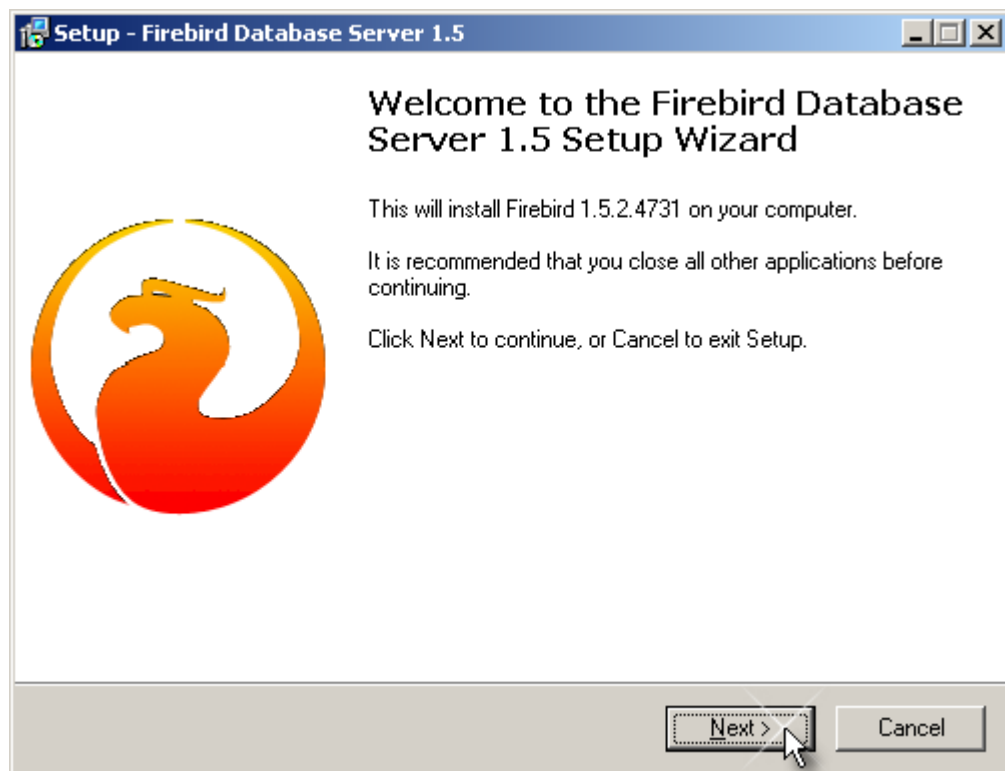 Setup - Firebird Database Server 1.5
Welcome to the Firebird Database
Server 1.5 Setup Wizard
This will install Firebird 1.5.2.4731 on your computer.
It is recommended that you close all other applications before
continuing.
Click Next to continue, or Cancel to exit Setup.
Next >
Cancel